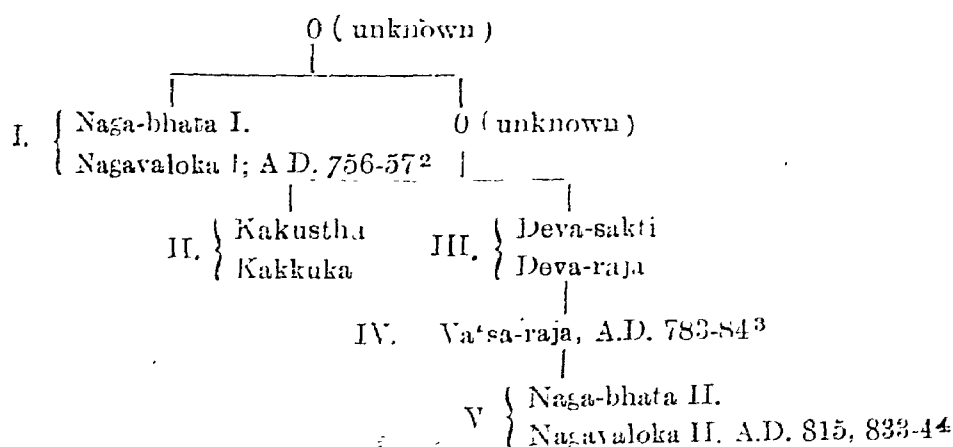 0 ( unknown )
I. { Naga-bhata I.
Nagavaloka I; A D. 756-57²
0 ( unknown )
II. { Kakustha
Kakkuka
III. { Deva-sakti
Deva-raja
IV. Vatsa-raja, A.D. 783-84³
V { Naga-bhata II.
Nagavaloka II. A.D. 815, 833-4⁴